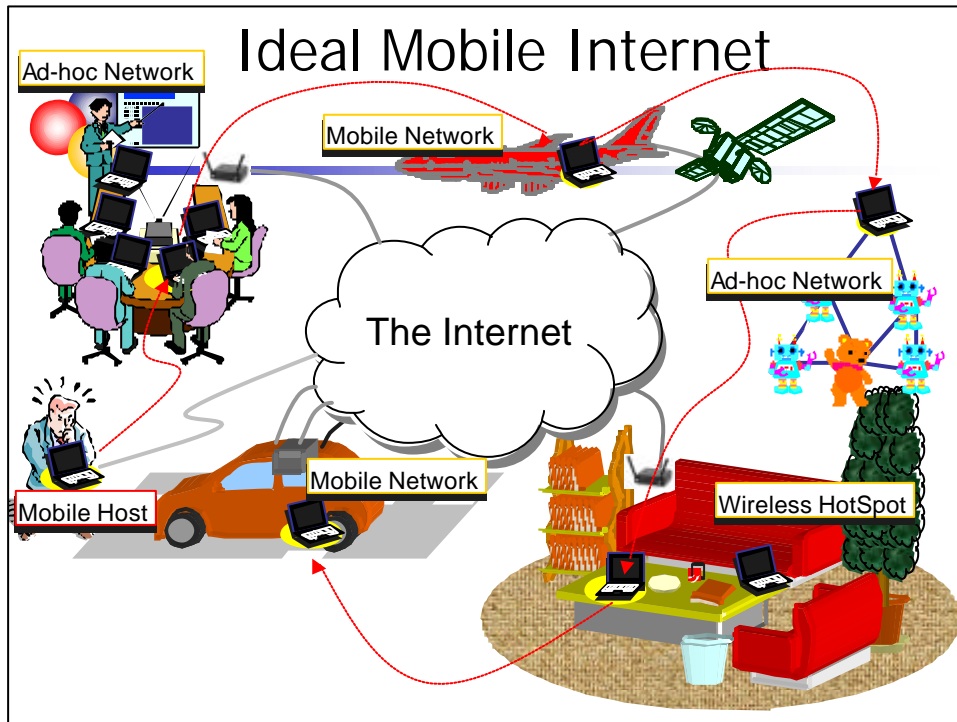 Ideal Mobile Internet
Ad-hoc Network
Mobile Network
Ad-hoc Network
The Internet
Mobile Network
Wireless HotSpot
Mobile Host